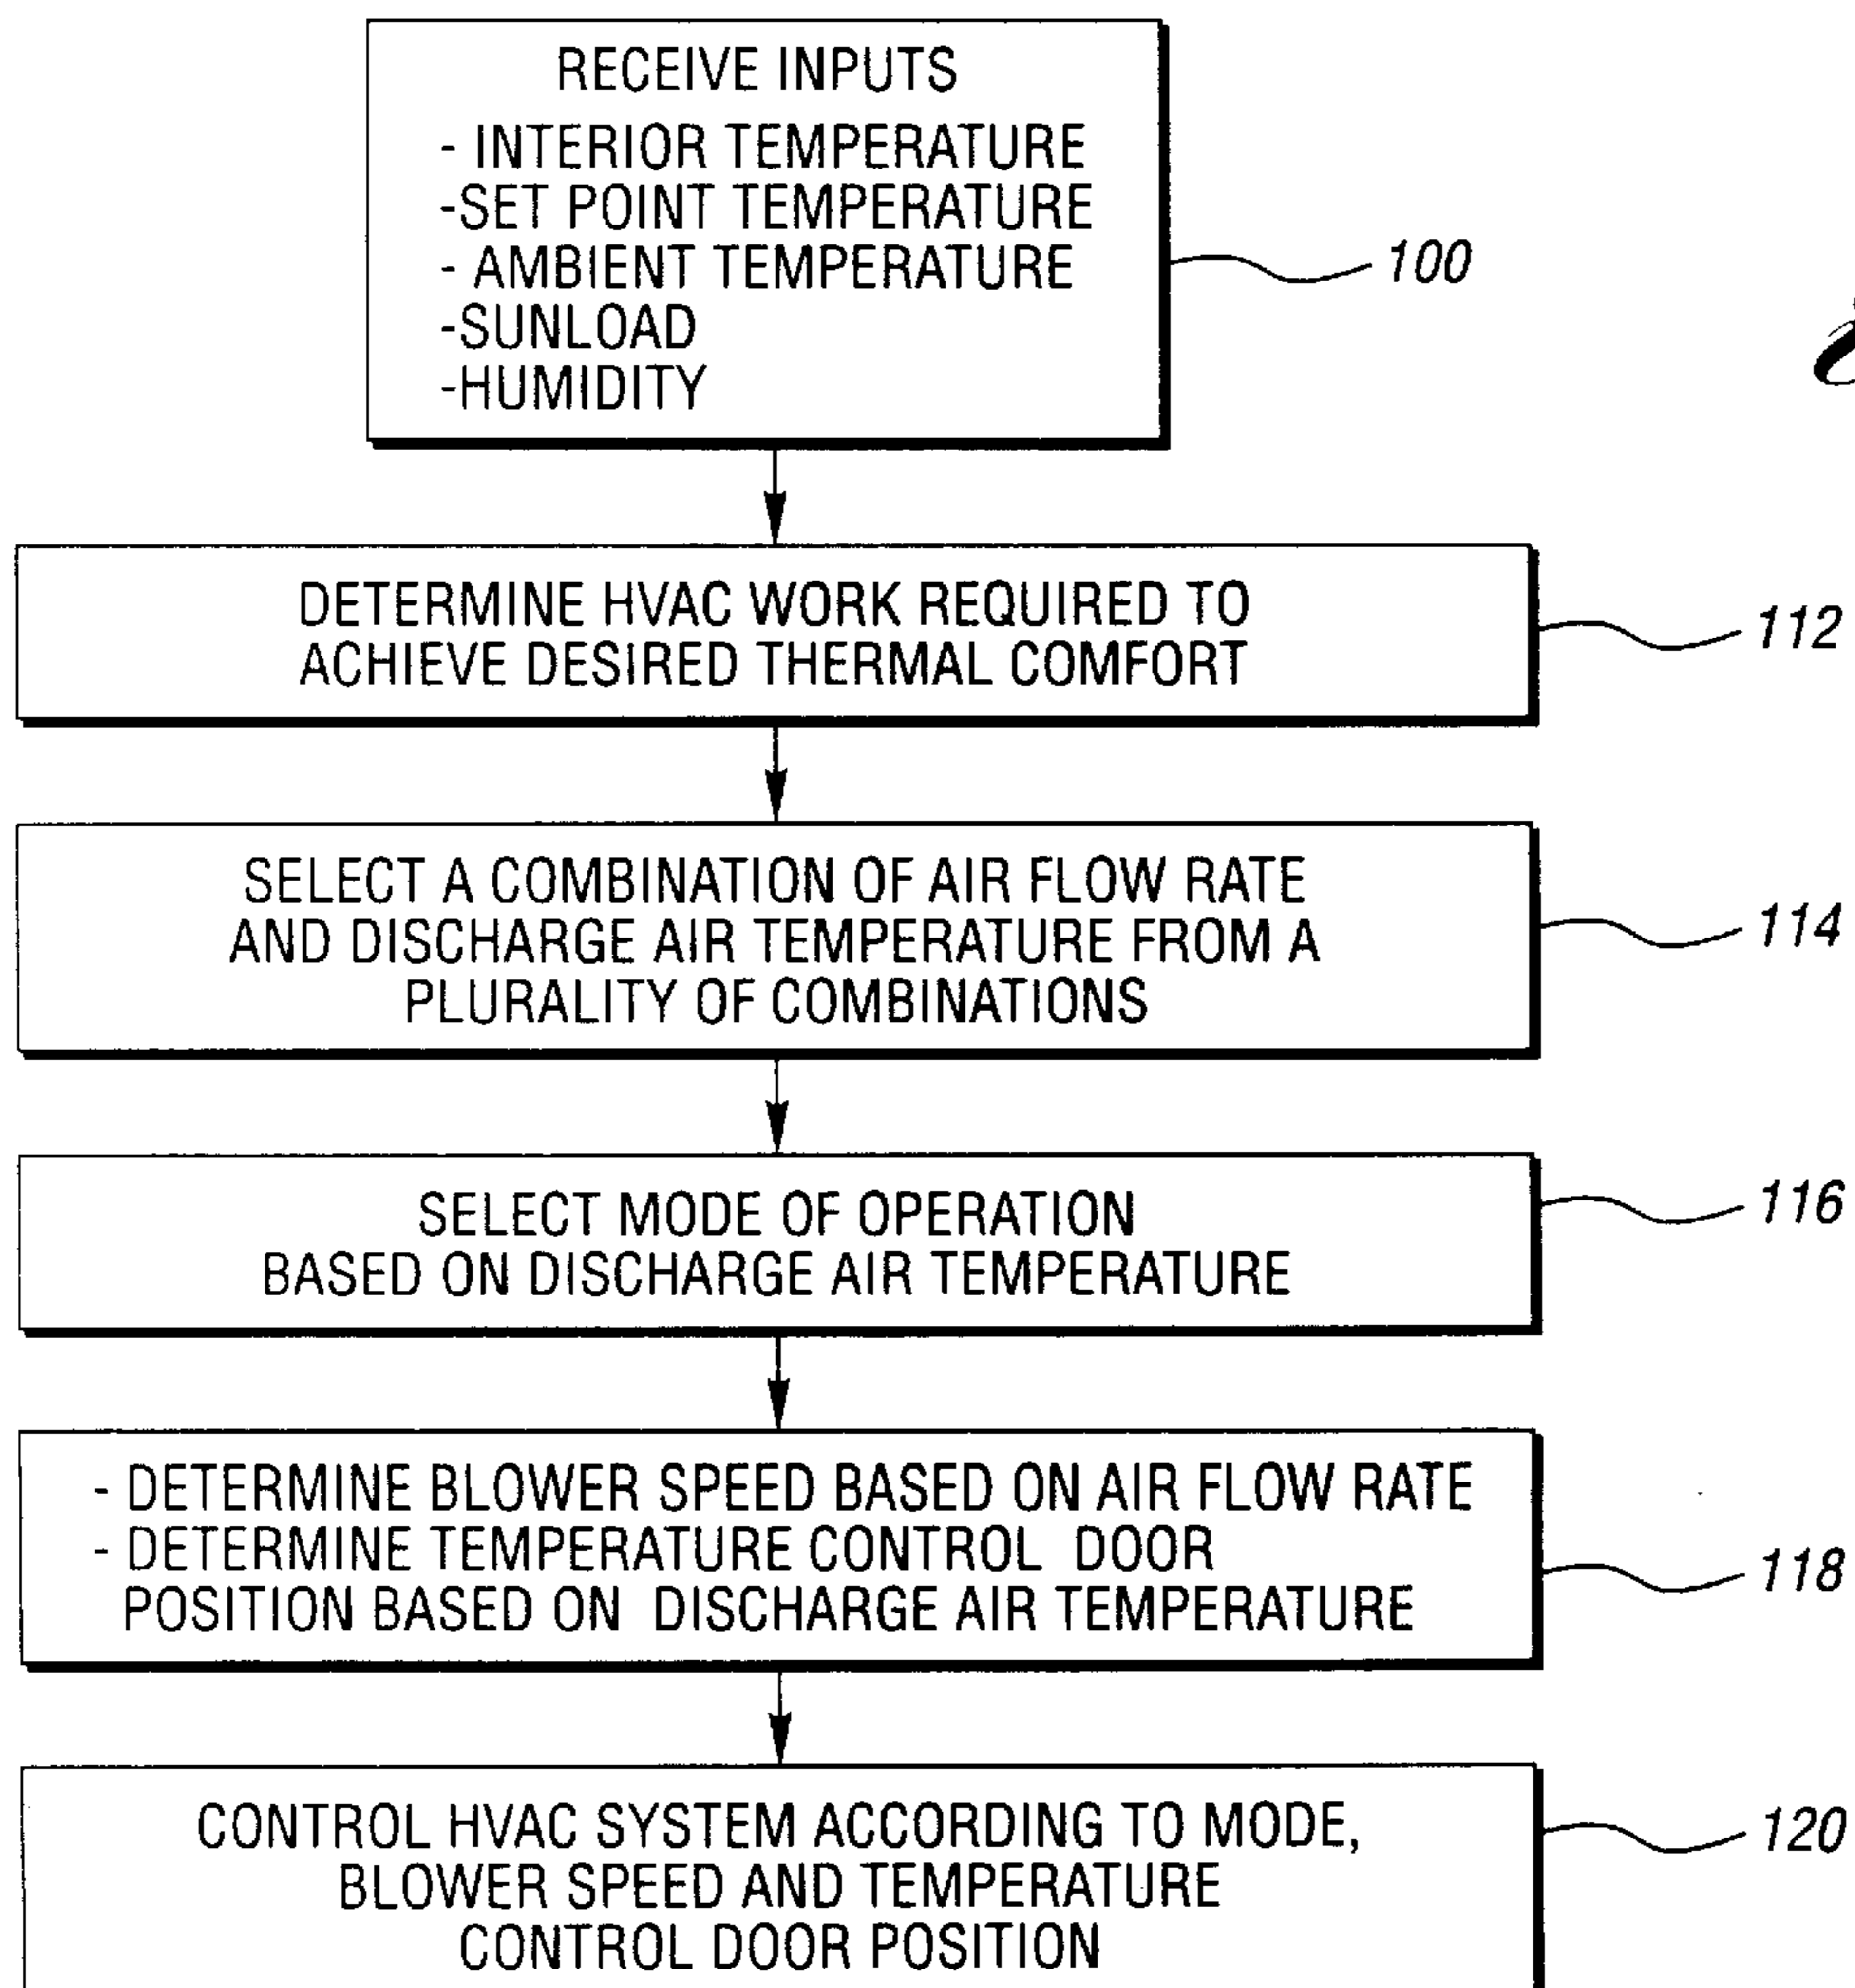 RECEIVE INPUTS
- INTERIOR TEMPERATURE
-SET POINT TEMPERATURE
- AMBIENT TEMPERATURE
-SUNLOAD
-HUMIDITY
100
DETERMINE HVAC WORK REQUIRED TO
ACHIEVE DESIRED THERMAL COMFORT
112
SELECT A COMBINATION OF AIR FLOW RATE
AND DISCHARGE AIR TEMPERATURE FROM A
PLURALITY OF COMBINATIONS
114
SELECT MODE OF OPERATION
BASED ON DISCHARGE AIR TEMPERATURE
116
- DETERMINE BLOWER SPEED BASED ON AIR FLOW RATE
- DETERMINE TEMPERATURE CONTROL DOOR
POSITION BASED ON DISCHARGE AIR TEMPERATURE
118
CONTROL HVAC SYSTEM ACCORDING TO MODE,
BLOWER SPEED AND TEMPERATURE
CONTROL DOOR POSITION
120